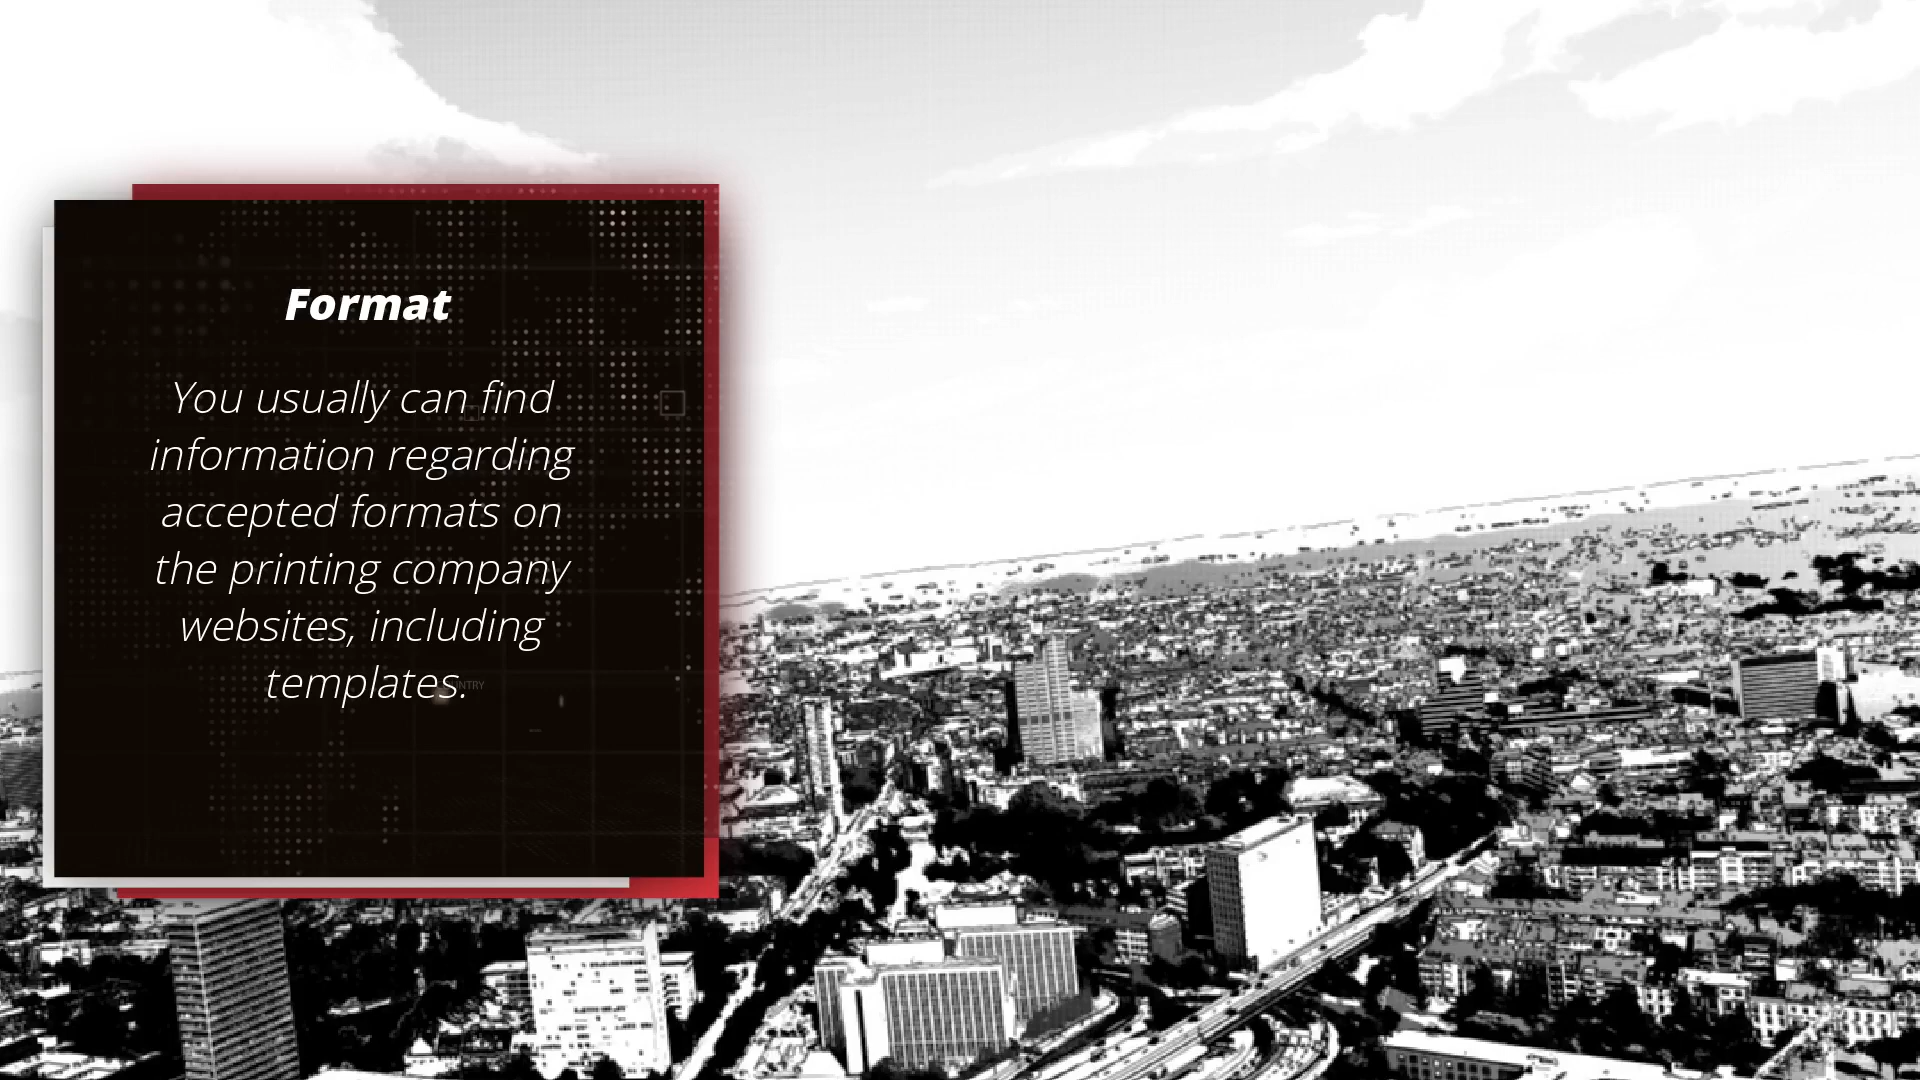 Format
You usually can find
information regarding
accepted formats on
the printing company
websites, including
templates.